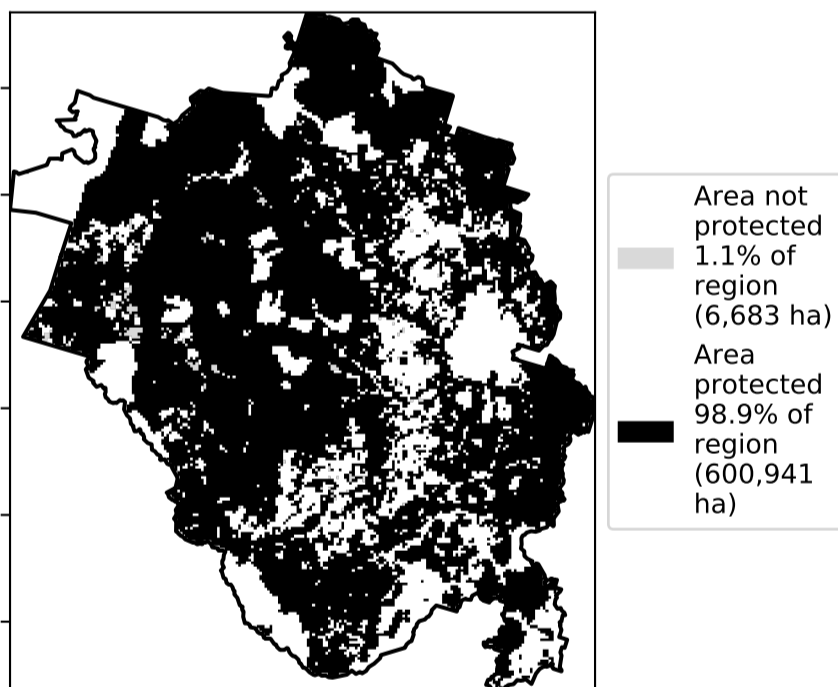 Area not
protected
1.1% of
region
(6,683 ha)
Area
protected
98.9% of
region
(600,941
ha)